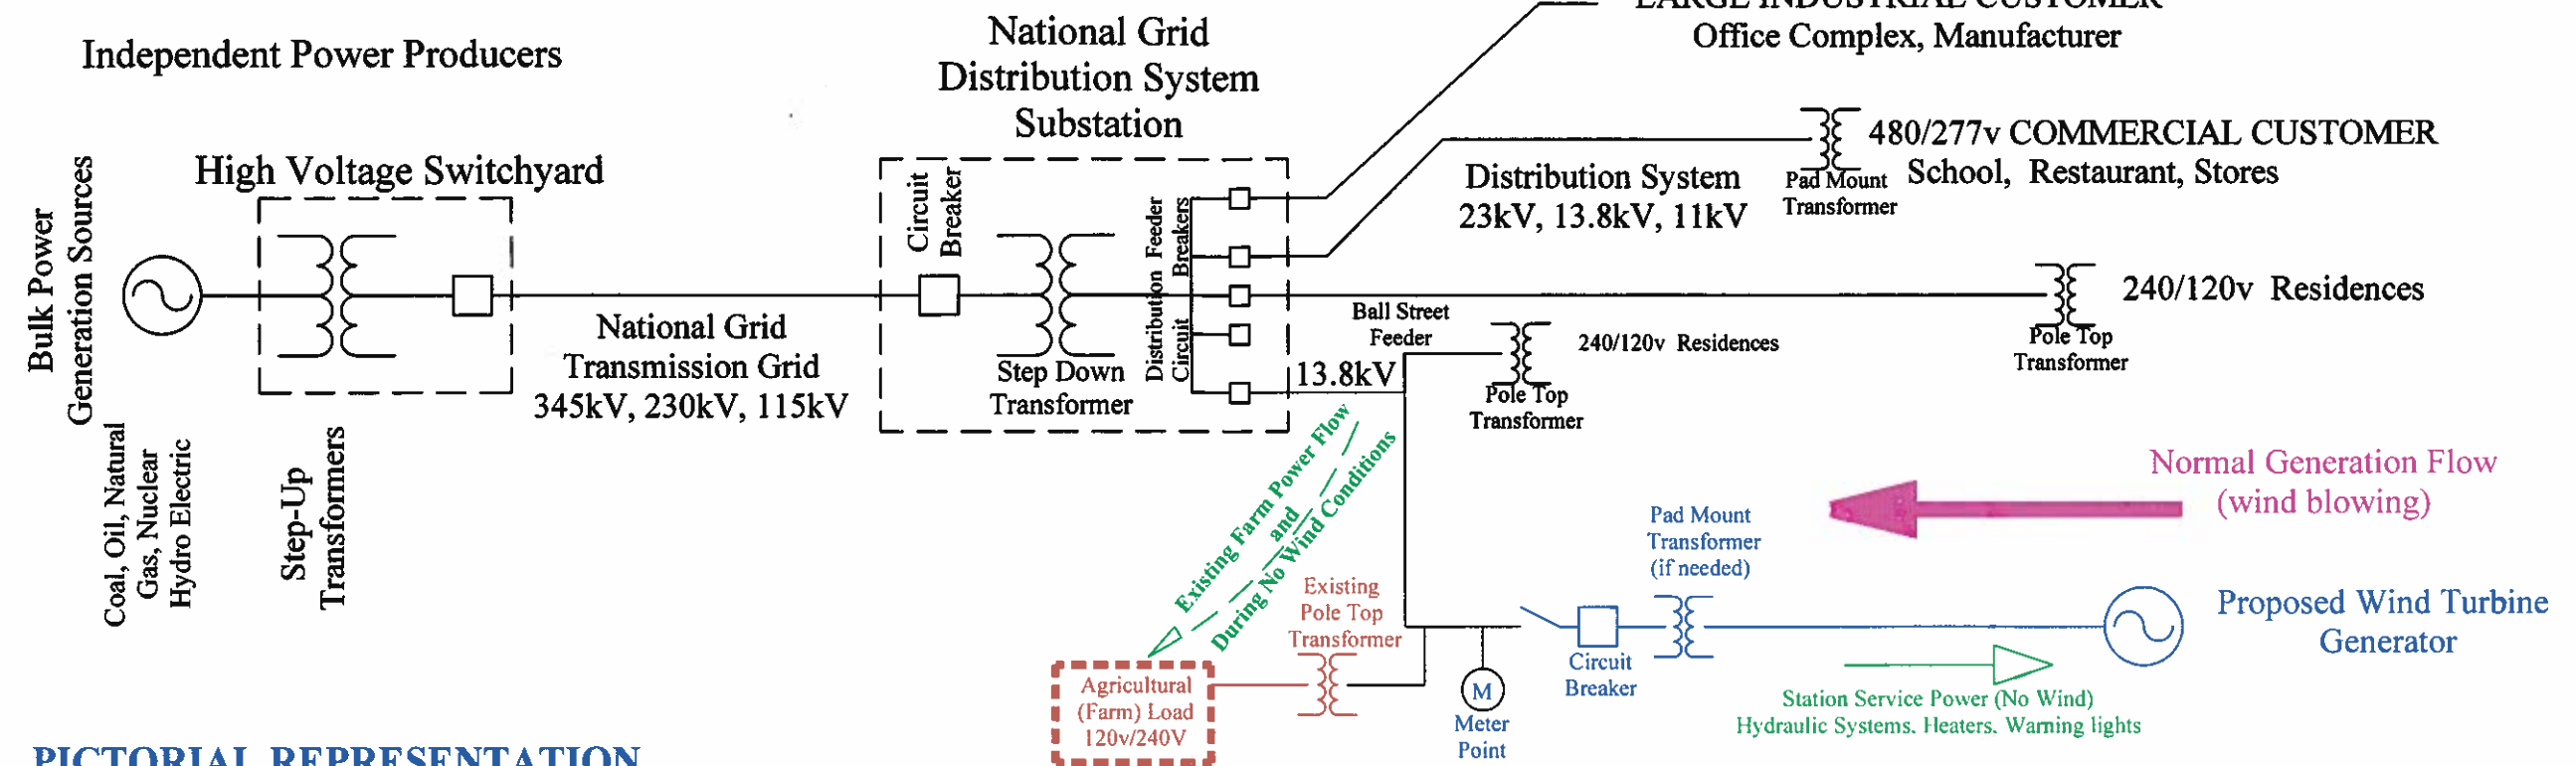 LARGE INDUSTRIAL CUSTOMER
Office Complex, Manufacturer
Independent Power Producers
National Grid
Distribution System
Substation
480/277v COMMERCIAL CUSTOMER
School, Restaurant, Stores
Pad Mount
Transformer
Distribution System
23kV, 13.8kV, 11kV
High Voltage Switchyard
Bulk Power
Generation Sources
Coal, Oil, Natural
Gas, Nuclear
Hydro Electric
Step-Up
Transformers
National Grid
Transmission Grid
345kV, 230kV, 115kV
Circuit
Breaker
Step Down
Transformer
Distribution Feeder
Circuit Breakers
240/120v Residences
Pole Top
Transformer
Ball Street
Feeder
13.8kV
240/120v Residences
Pole Top
Transformer
Existing Farm Power Flow
and
During No Wind Conditions
Normal Generation Flow
(wind blowing)
Pad Mount
Transformer
(if needed)
Existing
Pole Top
Transformer
Agricultural
(Farm) Load
120v/240V
M
Meter
Point
Circuit
Breaker
Proposed Wind Turbine
Generator
Station Service Power (No Wind)
Hydraulic Systems. Heaters. Warning lights
PICTORIAL REPRESENTATION